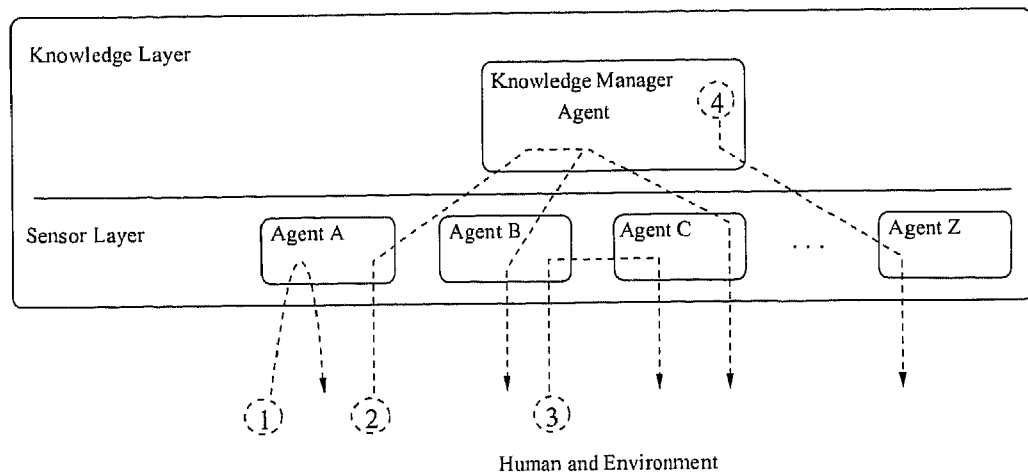 Knowledge Layer
Knowledge Manager
Agent
4
Sensor Layer
Agent A
Agent B
Agent C
. . .
Agent Z
1
2
3
Human and Environment